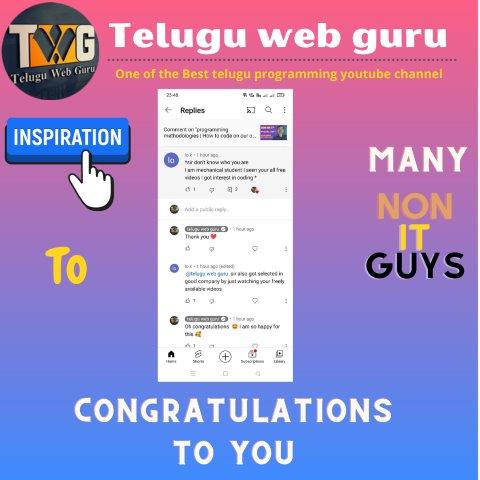 TWG
Telugu Web Guru
Telugu web guru
One of the Best telugu programming youtube channel
INSPIRATION
To
MANY
NON
IT
GUYS
23:48
Replies
Comment on "programming
methodologies | How to code on our o...
lo
lo k • 1 hour ago
*sir don't know who you are
I am mechanical student I seen your all free
videos I got interest in coding *
1
2
Add a public reply...
telugu web guru • 1 hour ago
Thank you ❤️
lo
lo k • 1 hour ago (edited)
@telugu web guru sir also got selected in
good company by just watching your freely
available videos
1
telugu web guru • 1 hour ago
Oh congratulations 🤩 I am so happy for
this 🥰
Home
Shorts
Subscriptions
Library
CONGRATULATIONS
TO YOU